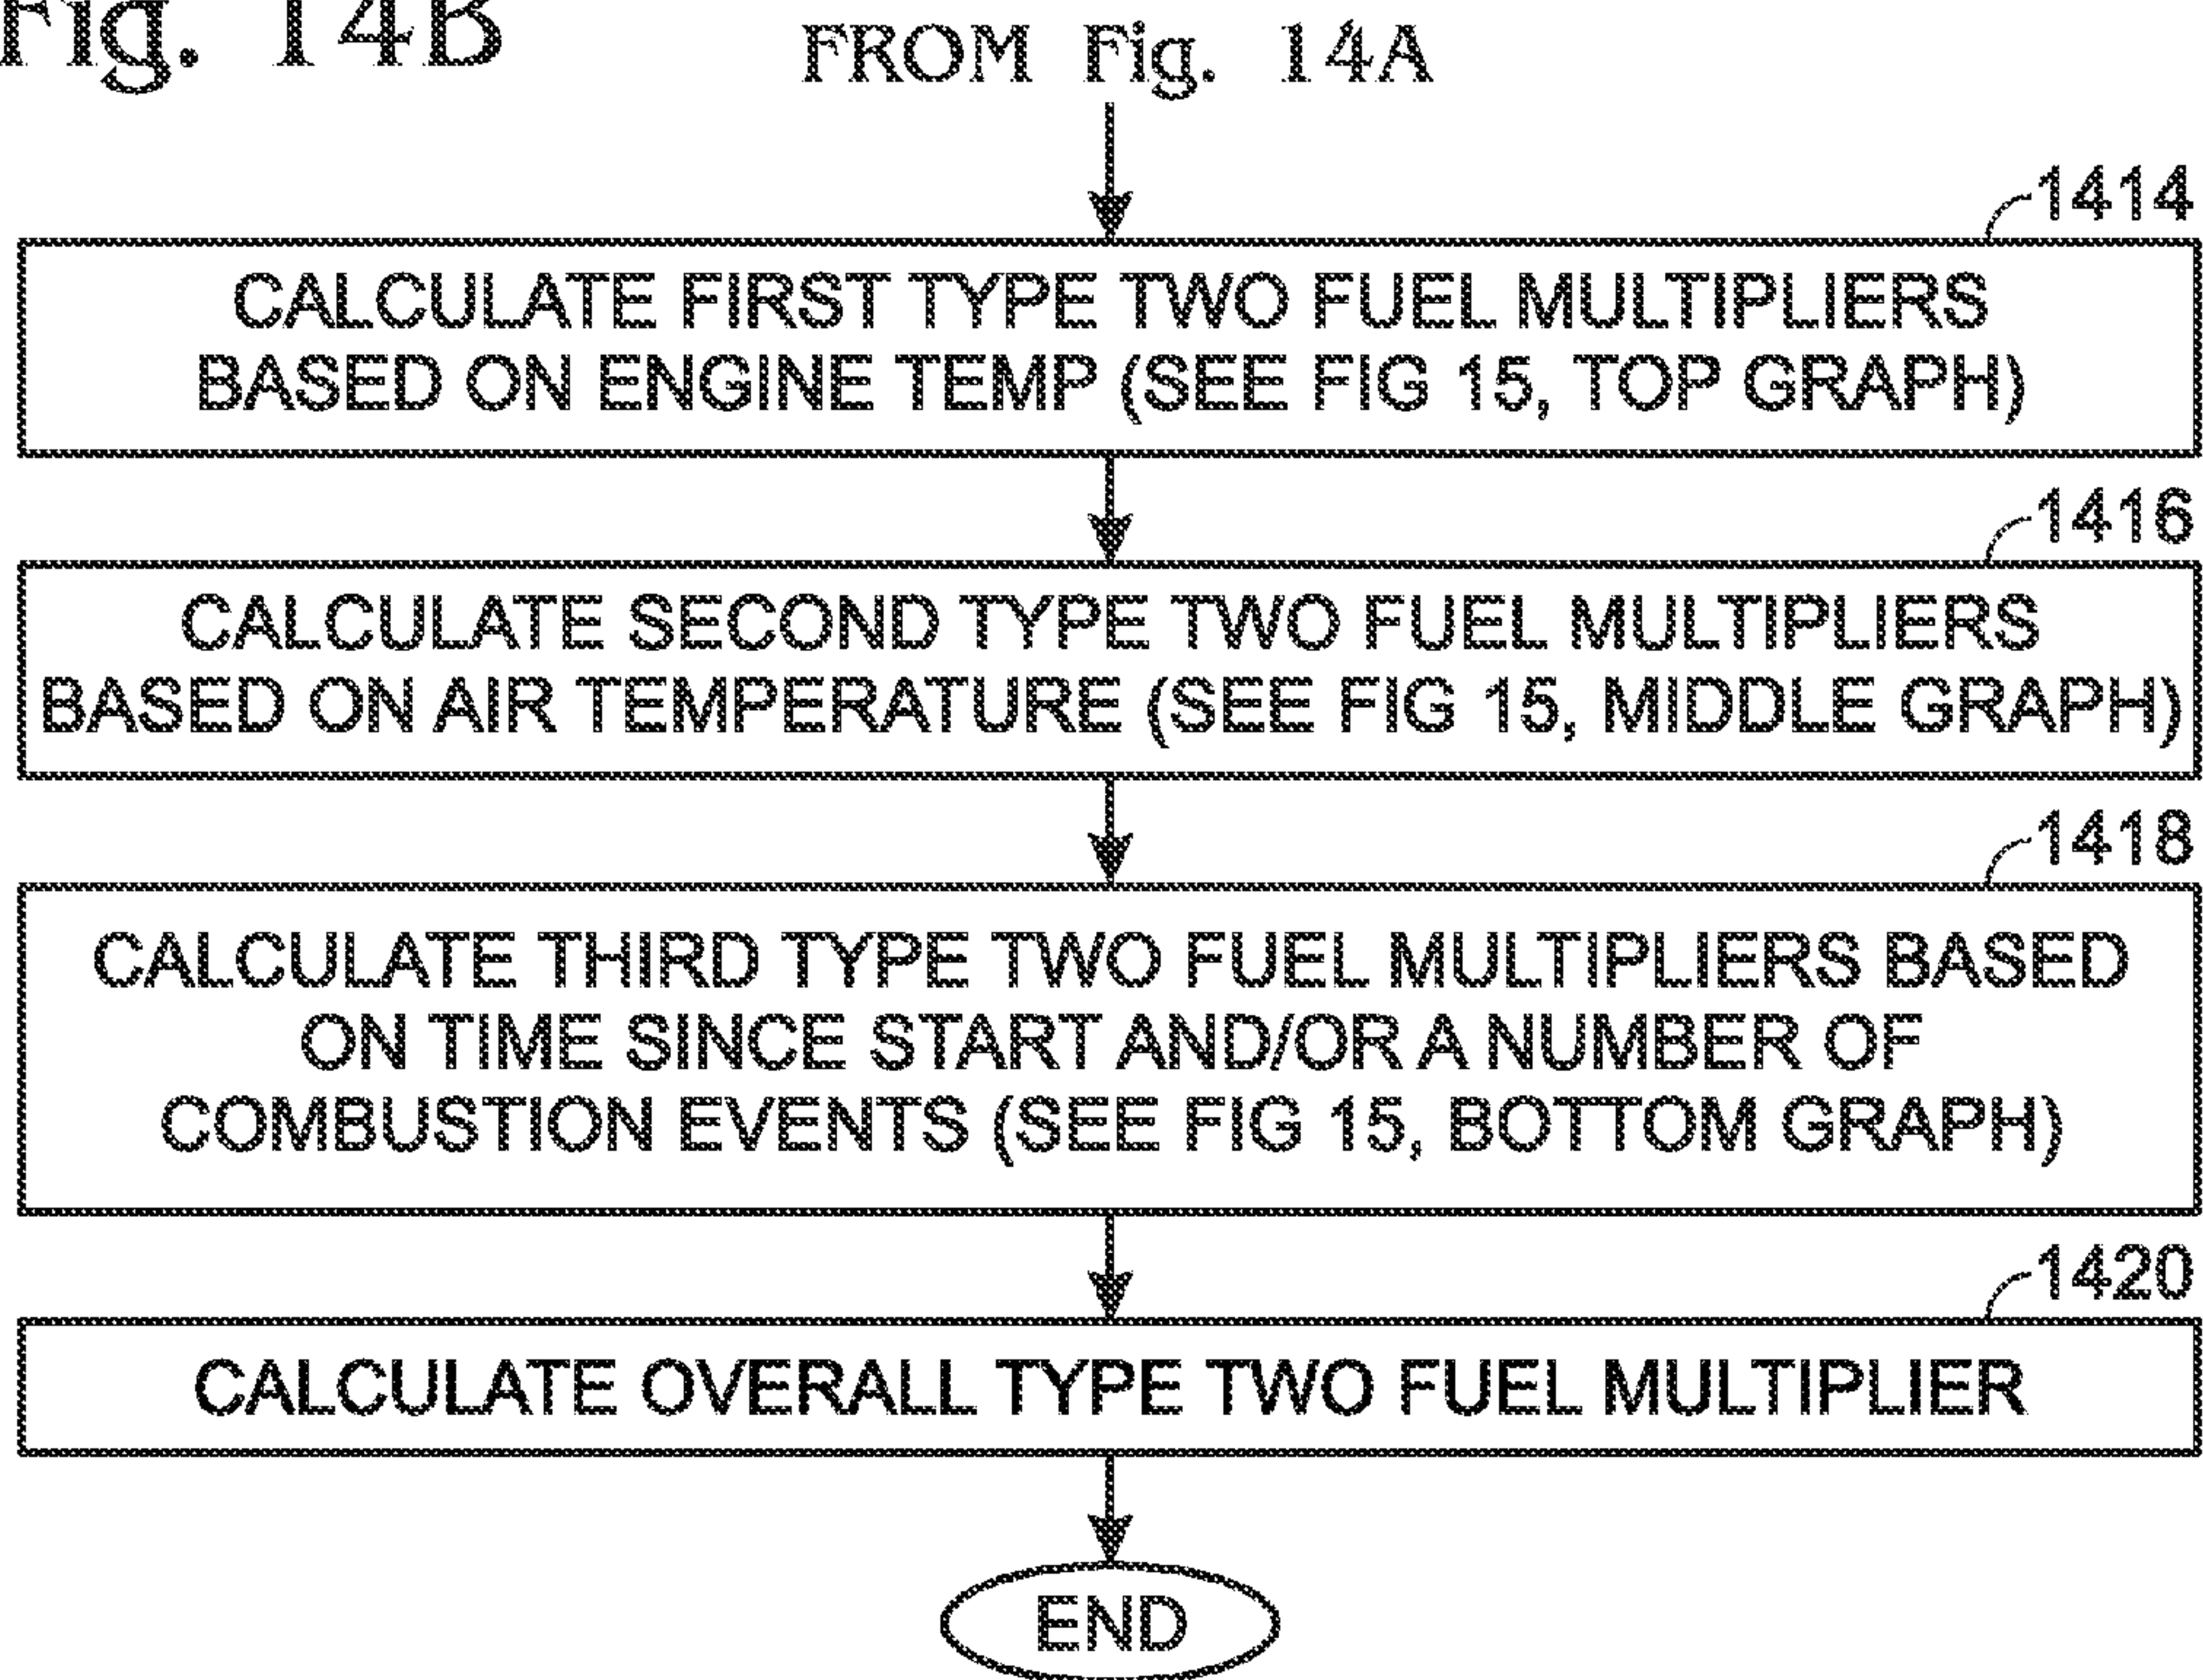 Fig. 14B
FROM Fig. 14A
1414
CALCULATE FIRST TYPE TWO FUEL MULTIPLIERS
BASED ON ENGINE TEMP (SEE FIG 15, TOP GRAPH)
1416
CALCULATE SECOND TYPE TWO FUEL MULTIPLIERS
BASED ON AIR TEMPERATURE (SEE FIG 15, MIDDLE GRAPH)
1418
CALCULATE THIRD TYPE TWO FUEL MULTIPLIERS BASED
ON TIME SINCE START AND/OR A NUMBER OF
COMBUSTION EVENTS (SEE FIG 15, BOTTOM GRAPH)
1420
CALCULATE OVERALL TYPE TWO FUEL MULTIPLIER
END